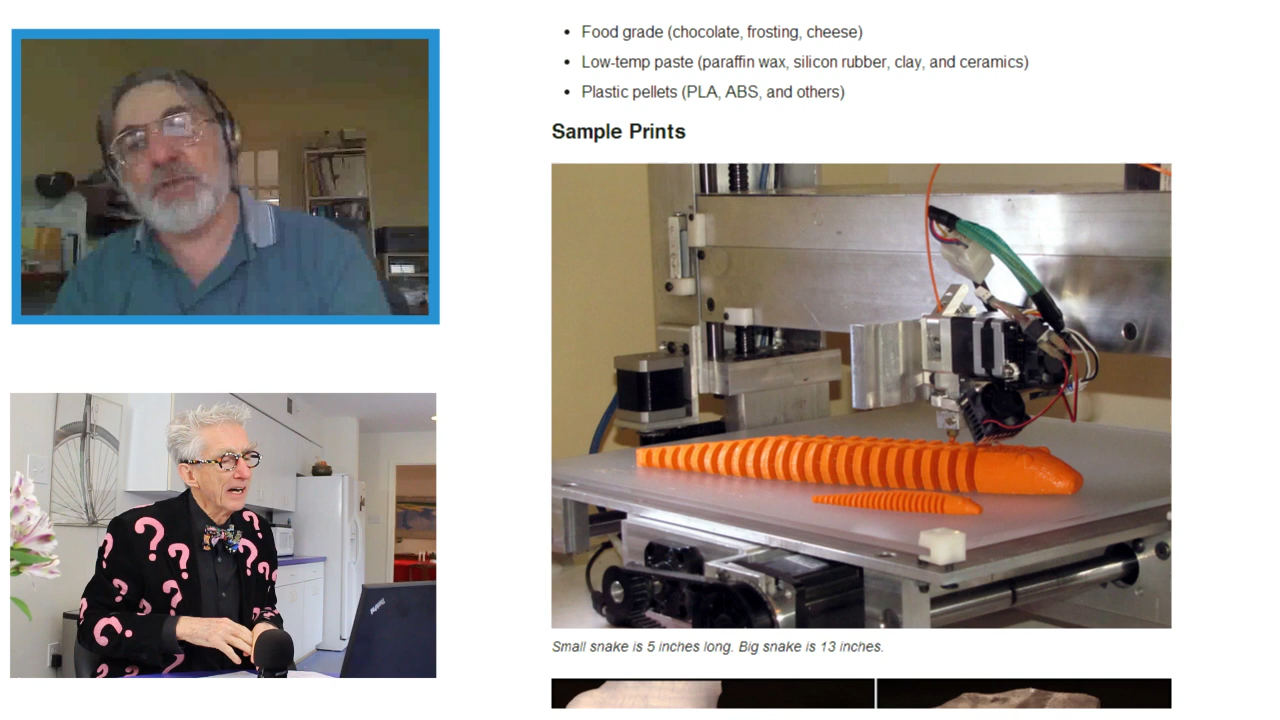 • Food grade (chocolate, frosting, cheese)
• Low-temp paste (paraffin wax, silicon rubber, clay, and ceramics)
• Plastic pellets (PLA, ABS, and others)
Sample Prints
Small snake is 5 inches long. Big snake is 13 inches.
ThinkPad